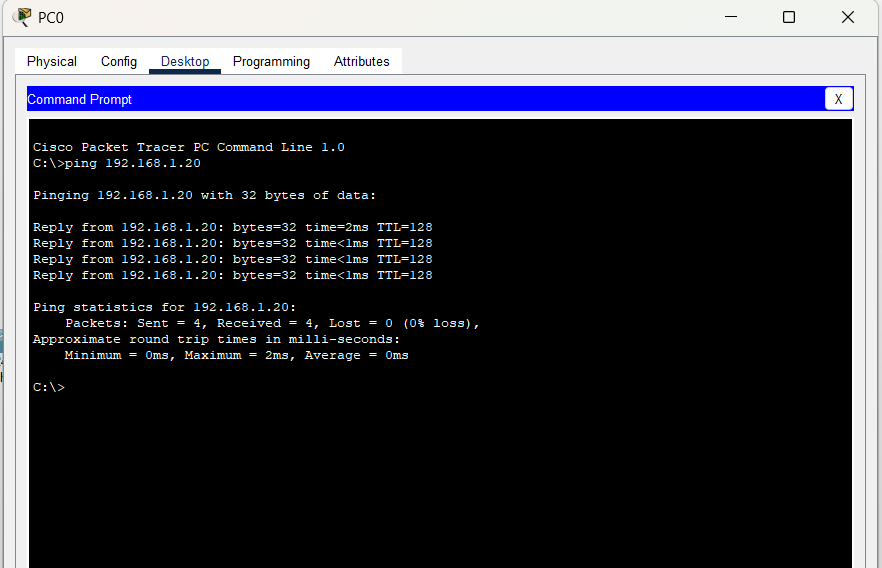 PC0
Physical Config Desktop Programming Attributes
Command Prompt
X
Cisco Packet Tracer PC Command Line 1.0
C:\>ping 192.168.1.20
Pinging 192.168.1.20 with 32 bytes of data:
Reply from 192.168.1.20: bytes=32 time=2ms TTL=128
Reply from 192.168.1.20: bytes=32 time<1ms TTL=128
Reply from 192.168.1.20: bytes=32 time<1ms TTL=128
Reply from 192.168.1.20: bytes=32 time<1ms TTL=128
Ping statistics for 192.168.1.20:
Packets: Sent = 4, Received = 4, Lost = 0 (0% loss),
Approximate round trip times in milli-seconds:
Minimum = 0ms, Maximum = 2ms, Average = 0ms
C:\>